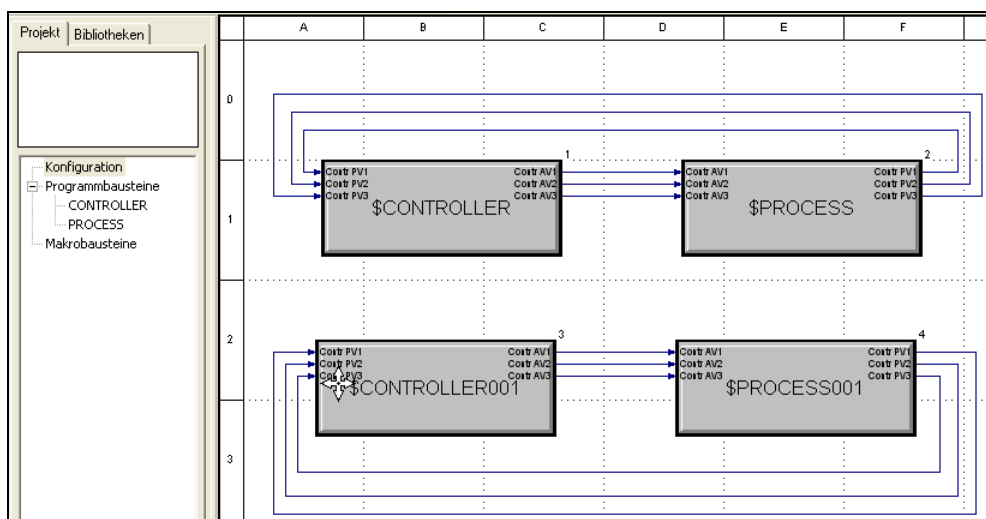 Projekt Bibliotheken
Konfiguration
Programmbausteine
CONTROLLER
PROCESS
Makrobausteine
A B C D E F
0
1
2
3
1
Contr PV1 Contr AV1
Contr PV2 Contr AV2
Contr PV3 Contr AV3
$CONTROLLER
2
Contr AV1 Contr PV1
Contr AV2 Contr PV2
Contr AV3 Contr PV3
$PROCESS
3
Contr PV1 Contr AV1
Contr PV2 Contr AV2
Contr PV3 Contr AV3
$CONTROLLER001
4
Contr AV1 Contr PV1
Contr AV2 Contr PV2
Contr AV3 Contr PV3
$PROCESS001